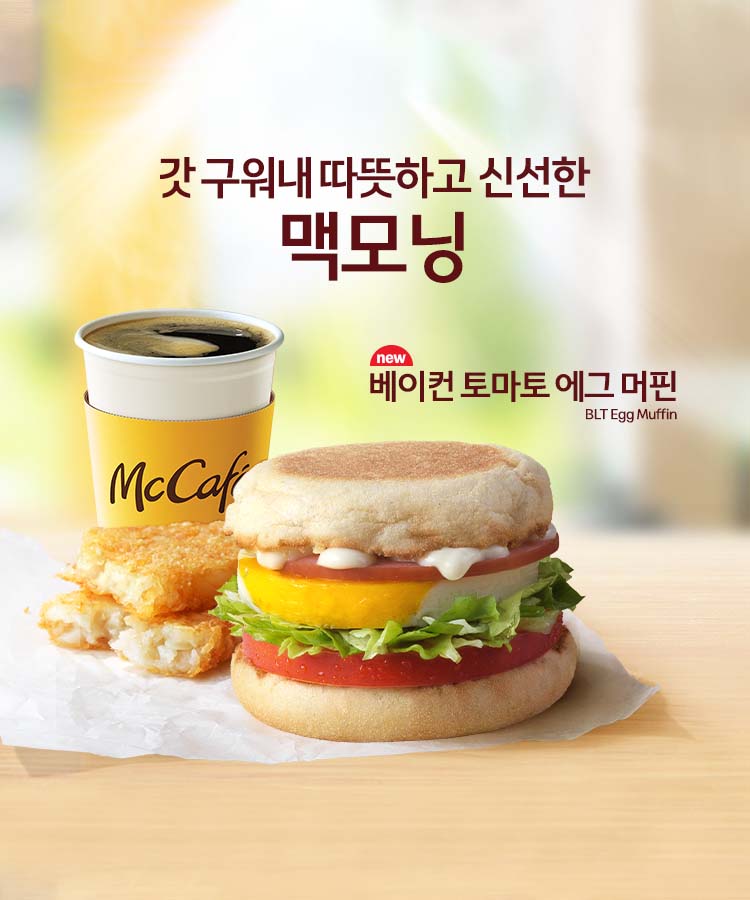 갓 구워내 따뜻하고 신선한
맥모닝
new
베이컨 토마토 에그 머핀
BLT Egg Muffin
McCafé